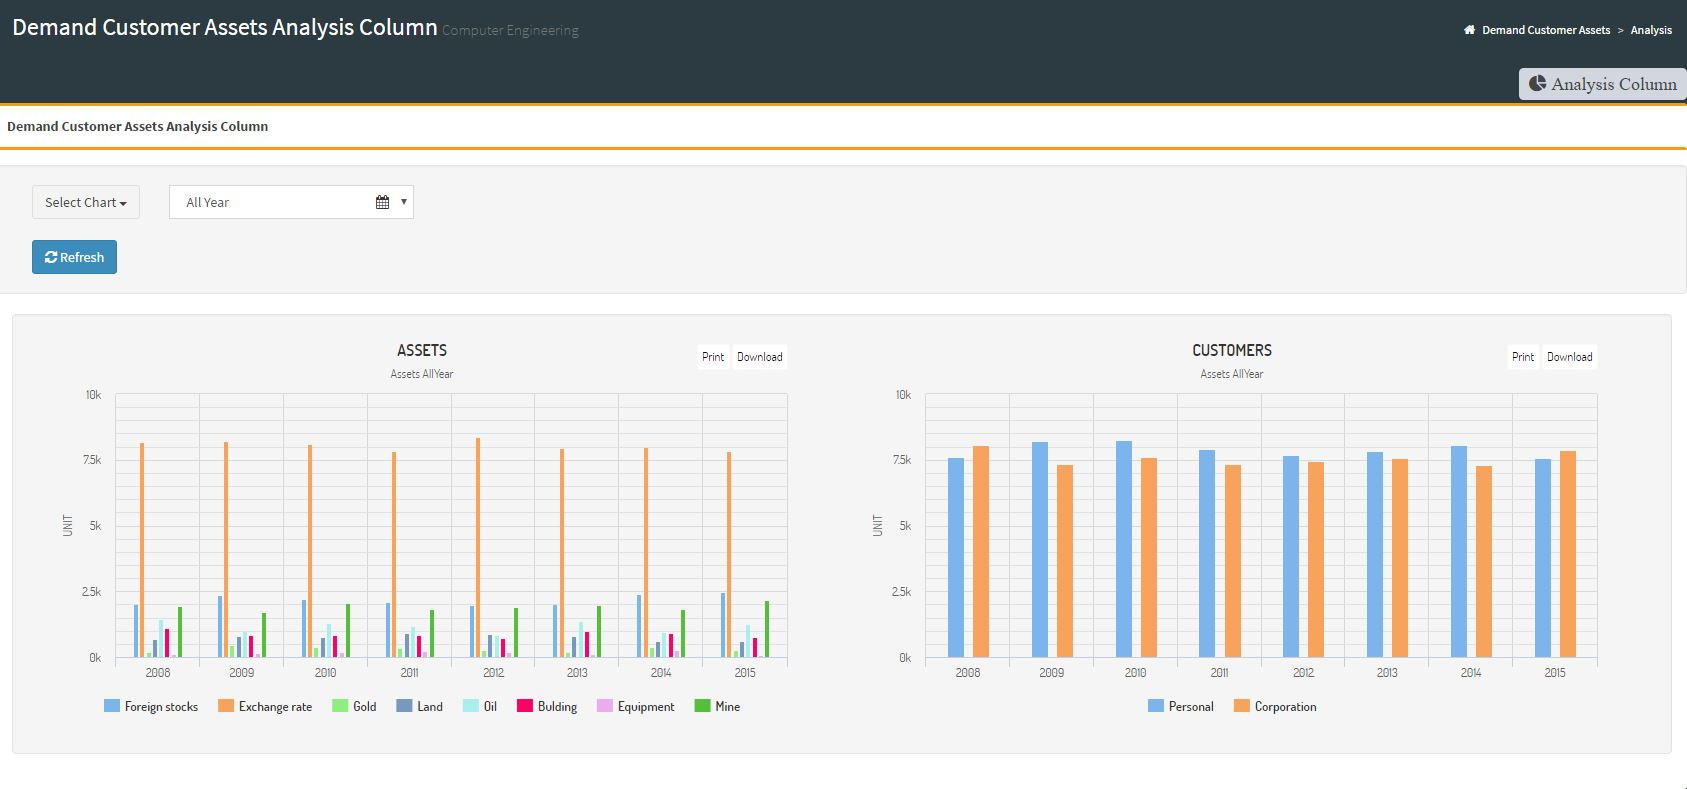 Demand Customer Assets Analysis Column Computer Engineering
Demand Customer Assets > Analysis
Analysis Column
Demand Customer Assets Analysis Column
Select Chart
All Year
Refresh
ASSETS
Print Download
Assets AllYear
10k
7.5k
5k
2.5k
0k
UNIT
2008 2009 2010 2011 2012 2013 2014 2015
Foreign stocks Exchange rate Gold Land Oil Bulding Equipment Mine
CUSTOMERS
Print Download
Assets AllYear
10k
7.5k
5k
2.5k
0k
UNIT
2008 2009 2010 2011 2012 2013 2014 2015
Personal Corporation